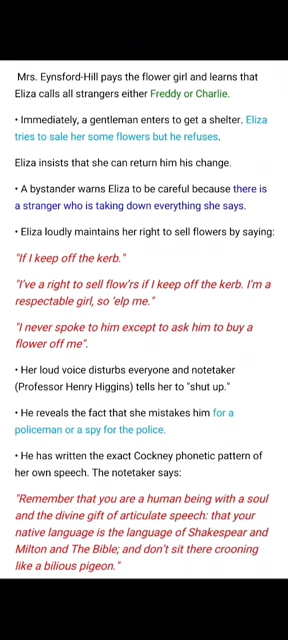 Mrs. Eynsford-Hill pays the flower girl and learns that
Eliza calls all strangers either Freddy or Charlie.
• Immediately, a gentleman enters to get a shelter. Eliza
tries to sale her some flowers but he refuses.
Eliza insists that she can return him his change.
• A bystander warns Eliza to be careful because there is
a stranger who is taking down everything she says.
• Eliza loudly maintains her right to sell flowers by saying:
"If I keep off the kerb."
"I've a right to sell flow'rs if I keep off the kerb. I'm a
respectable girl, so 'elp me."
"I never spoke to him except to ask him to buy a
flower off me".
• Her loud voice disturbs everyone and notetaker
(Professor Henry Higgins) tells her to "shut up."
• He reveals the fact that she mistakes him for a
policeman or a spy for the police.
• He has written the exact Cockney phonetic pattern of
her own speech. The notetaker says:
"Remember that you are a human being with a soul
and the divine gift of articulate speech: that your
native language is the language of Shakespear and
Milton and The Bible; and don't sit there crooning
like a bilious pigeon."